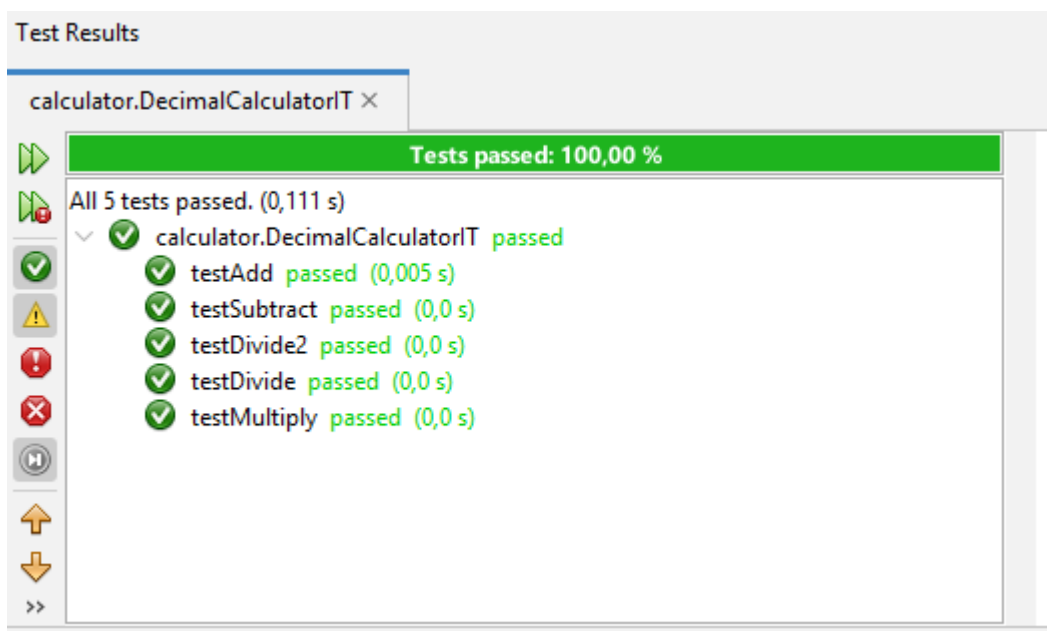 Test Results
calculator.DecimalCalculatorIT ×
Tests passed: 100,00 %
All 5 tests passed. (0,111 s)
calculator.DecimalCalculatorIT passed
testAdd passed (0,005 s)
testSubtract passed (0,0 s)
testDivide2 passed (0,0 s)
testDivide passed (0,0 s)
testMultiply passed (0,0 s)
>>